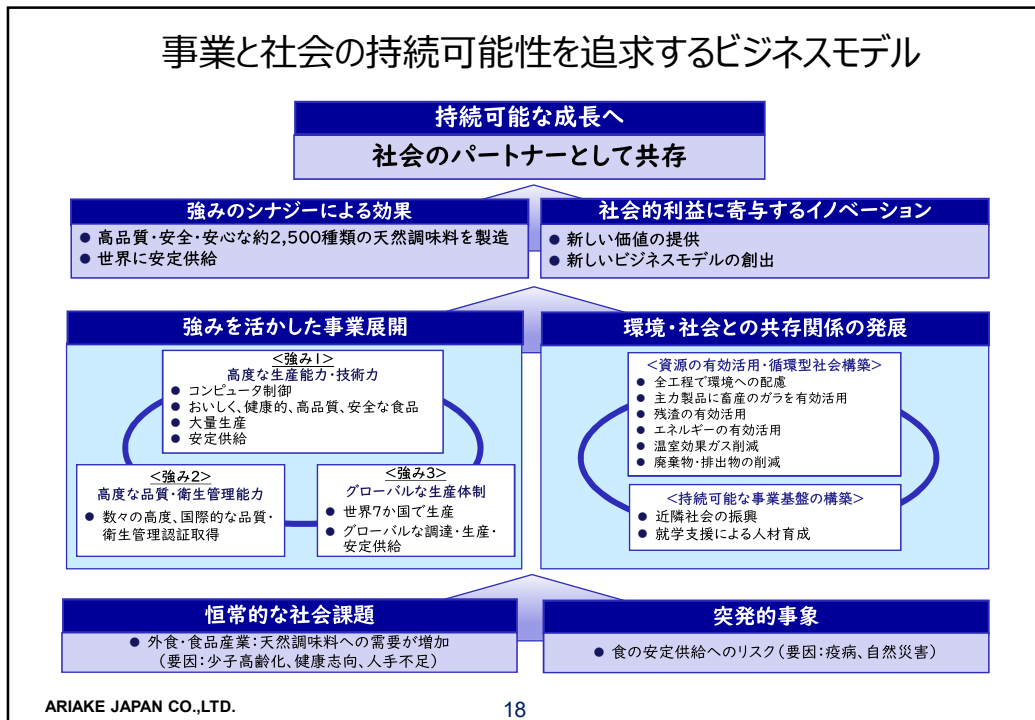 事業と社会の持続可能性を追求するビジネスモデル
持続可能な成長へ
社会のパートナーとして共存
強みのシナジーによる効果
● 高品質・安全・安心な約2,500種類の天然調味料を製造
● 世界に安定供給
社会的利益に寄与するイノベーション
● 新しい価値の提供
● 新しいビジネスモデルの創出
強みを活かした事業展開
<強み1>
高度な生産能力・技術力
● コンピュータ制御
● おいしく、健康的、高品質、安全な食品
● 大量生産
● 安定供給
<強み2>
高度な品質・衛生管理能力
● 数々の高度、国際的な品質・
衛生管理認証取得
<強み3>
グローバルな生産体制
● 世界7か国で生産
● グローバルな調達・生産・
安定供給
環境・社会との共存関係の発展
<資源の有効活用・循環型社会構築>
● 全工程で環境への配慮
● 主力製品に畜産のガラを有効活用
● 残渣の有効活用
● エネルギーの有効活用
● 温室効果ガス削減
● 廃棄物・排出物の削減
<持続可能な事業基盤の構築>
● 近隣社会の振興
● 就学支援による人材育成
恒常的な社会課題
● 外食・食品産業：天然調味料への需要が増加
（要因：少子高齢化、健康志向、人手不足）
突発的事象
● 食の安定供給へのリスク（要因：疫病、自然災害）
ARIAKE JAPAN CO.,LTD.
18